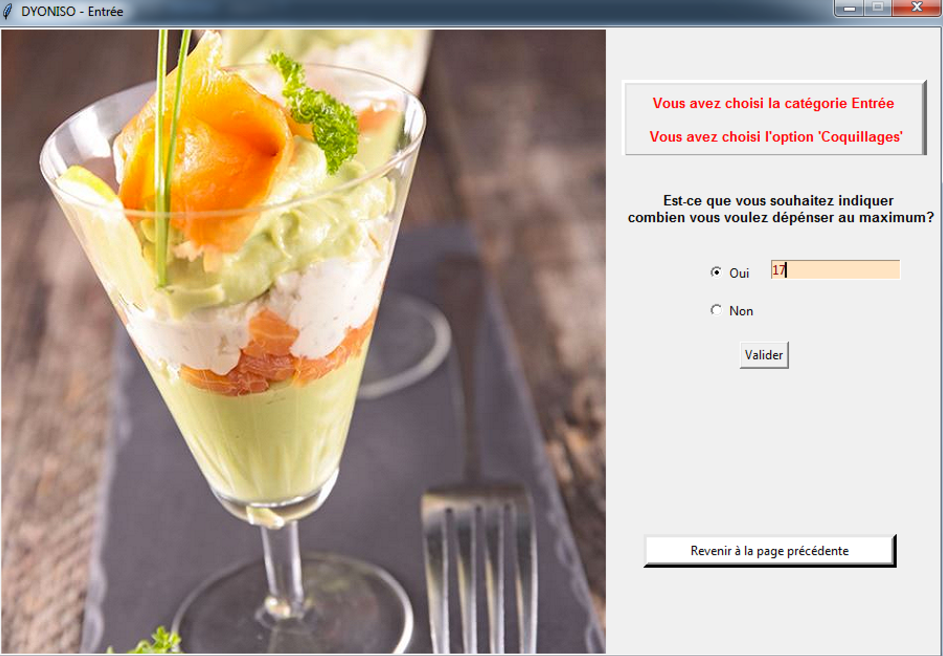 DYONISO - Entrée
Vous avez choisi la catégorie Entrée
Vous avez choisi l'option 'Coquillages'
Est-ce que vous souhaitez indiquer
combien vous voulez dépénser au maximum?
Oui
17
Non
Valider
Revenir à la page précédente